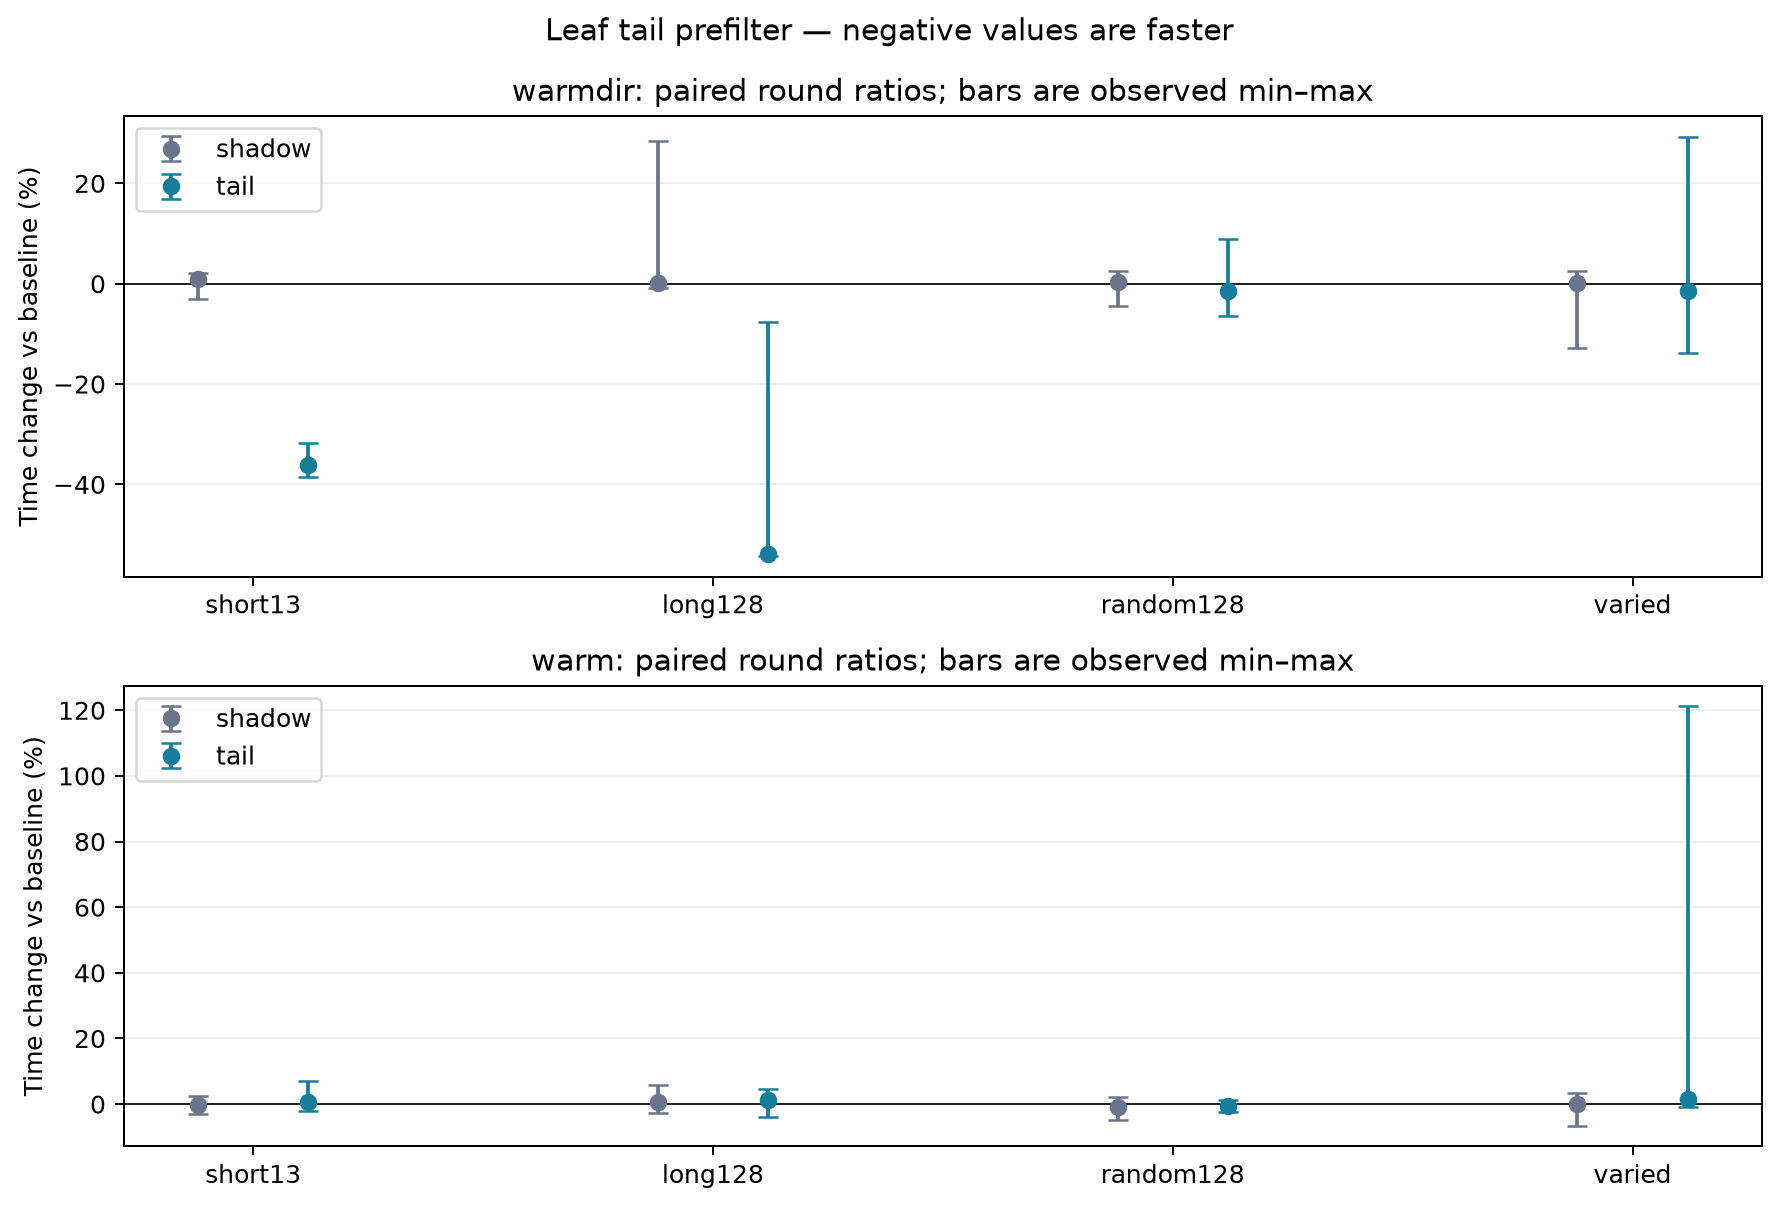 Leaf tail prefilter — negative values are faster
warmdir: paired round ratios; bars are observed min–max
Time change vs baseline (%)
20
0
−20
−40
shadow
tail
short13
long128
random128
varied
warm: paired round ratios; bars are observed min–max
Time change vs baseline (%)
120
100
80
60
40
20
0
shadow
tail
short13
long128
random128
varied